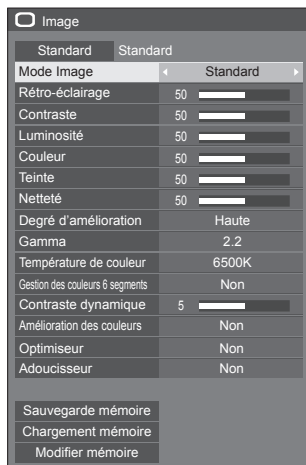 Image
Standard Standard
Mode Image Standard
Rétro-éclairage 50
Contraste 50
Luminosité 50
Couleur 50
Teinte 50
Netteté 50
Degré d'amélioration Haute
Gamma 2.2
Température de couleur 6500K
Gestion des couleurs 6 segments Non
Contraste dynamique 5
Amélioration des couleurs Non
Optimiseur Non
Adoucisseur Non
Sauvegarde mémoire
Chargement mémoire
Modifier mémoire